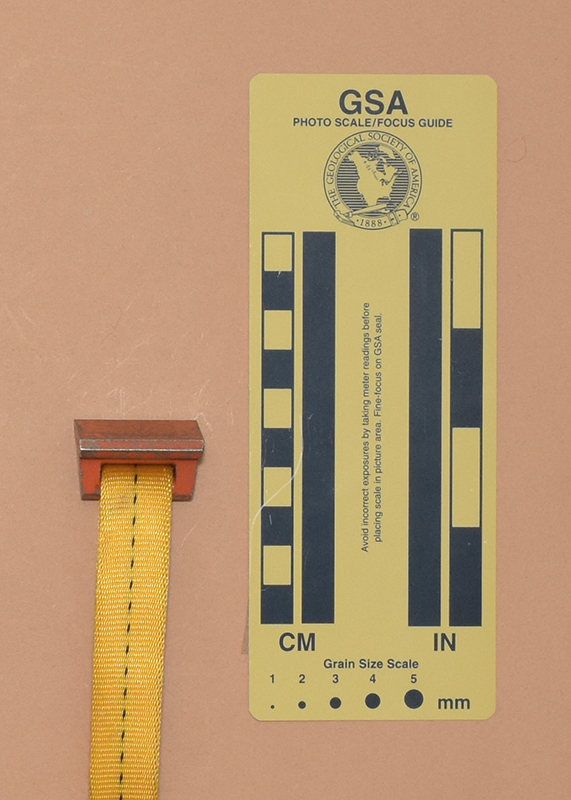 GSA
PHOTO SCALE/FOCUS GUIDE
THE GEOLOGICAL SOCIETY OF AMERICA
·1888·
®
Avoid incorrect exposures by taking meter readings before
placing scale in picture area. Fine-focus on GSA seal.
CM IN
Grain Size Scale
1 2 3 4 5
mm